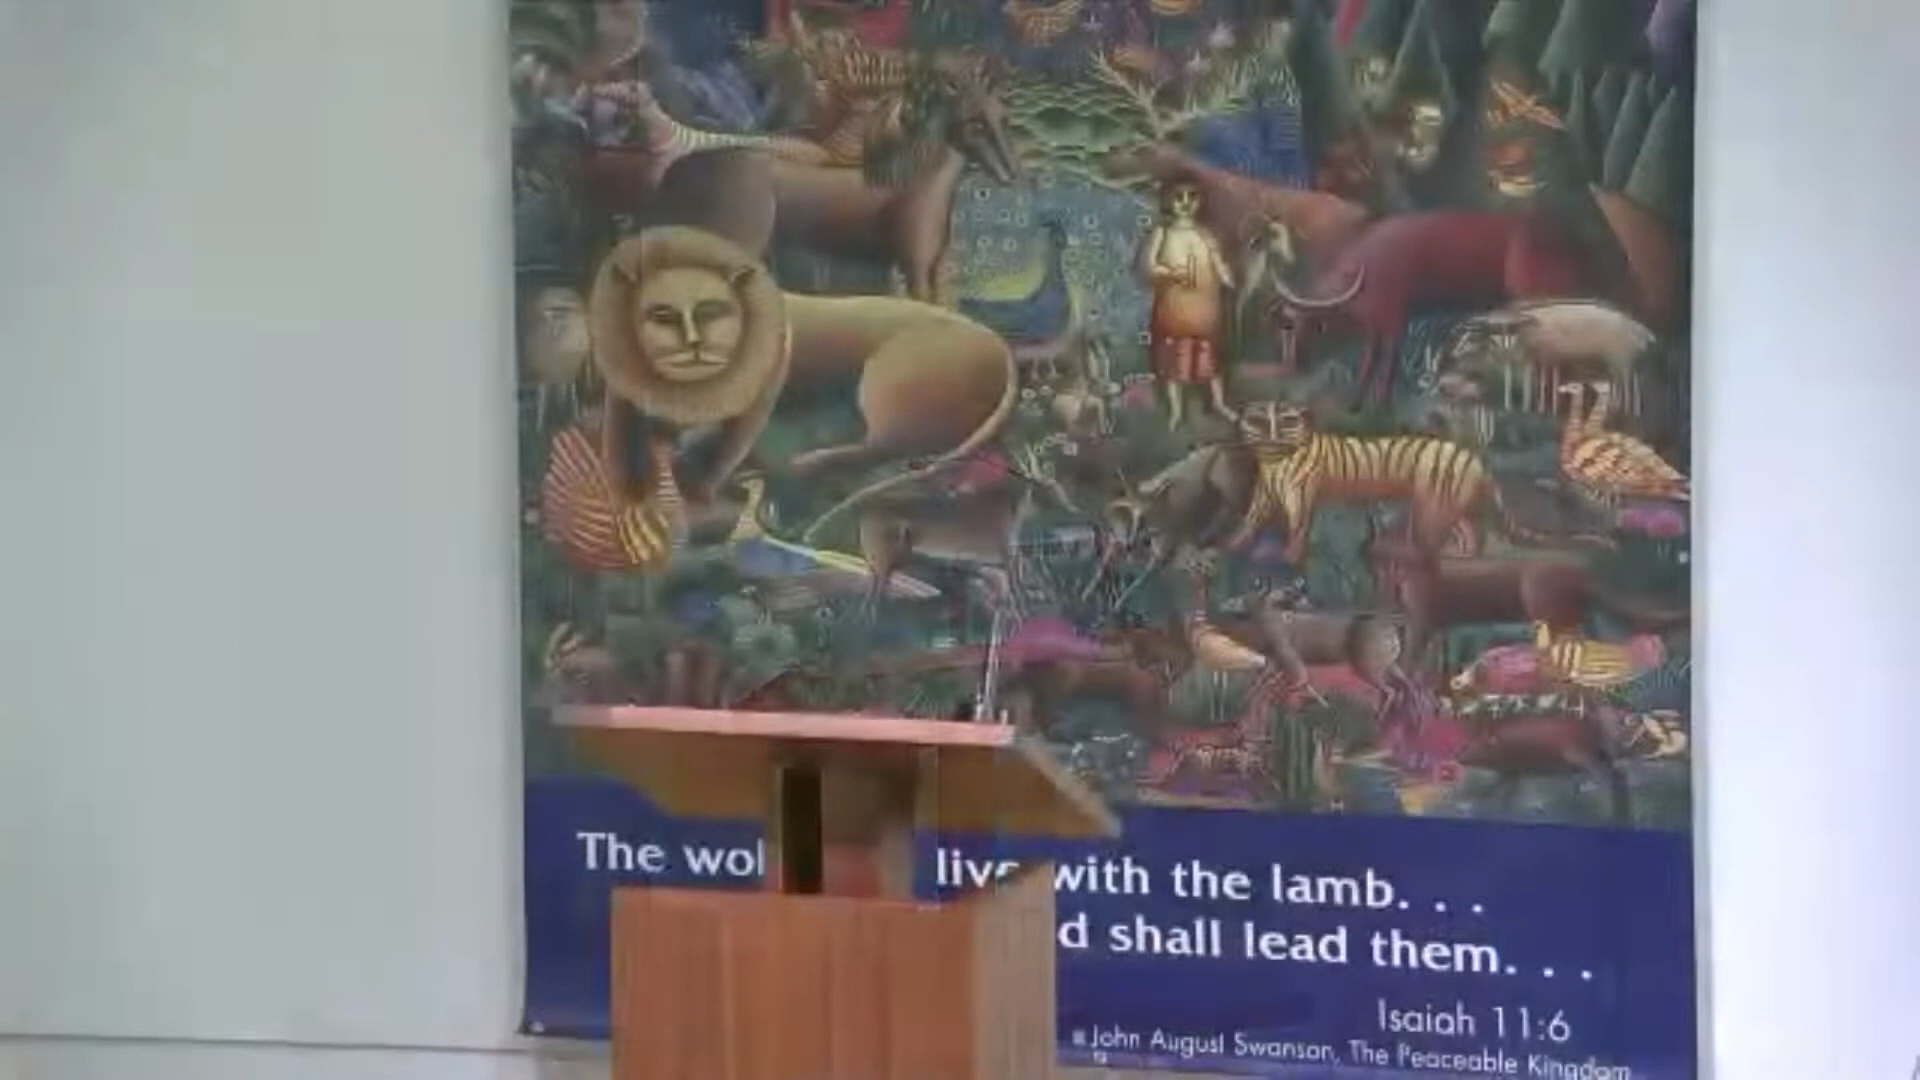 The wol live with the lamb. . .
d shall lead them. . .
Isaiah 11:6
John August Swanson, The Peaceable Kingdom